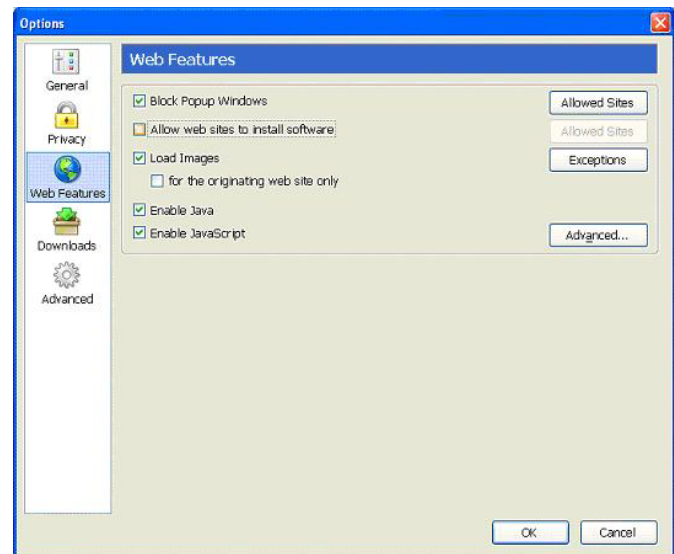 Options
General
Privacy
Web Features
Downloads
Advanced
Web Features
Block Popup Windows
Allowed Sites
Allow web sites to install software
Allowed Sites
Load Images
Exceptions
for the originating web site only
Enable Java
Enable JavaScript
Advanced...
OK
Cancel